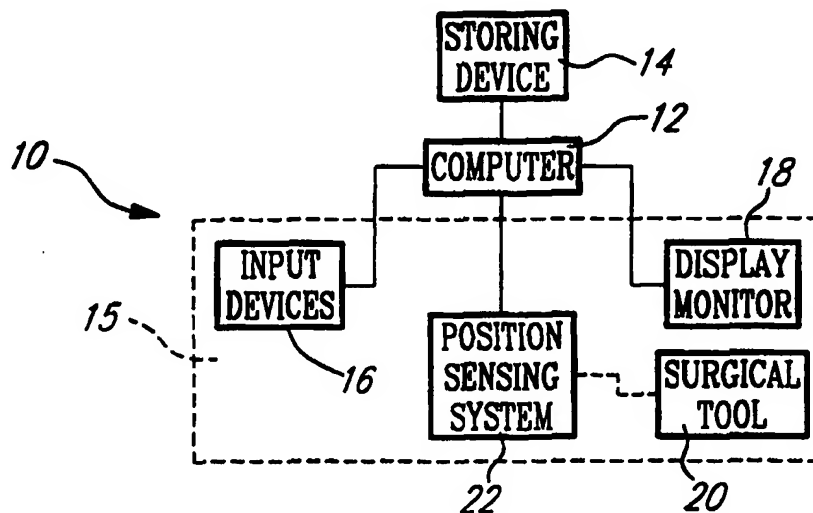 STORING
DEVICE
14
12
COMPUTER
10
18
INPUT
DEVICES
DISPLAY
MONITOR
15
16
POSITION
SENSING
SYSTEM
SURGICAL
TOOL
22
20